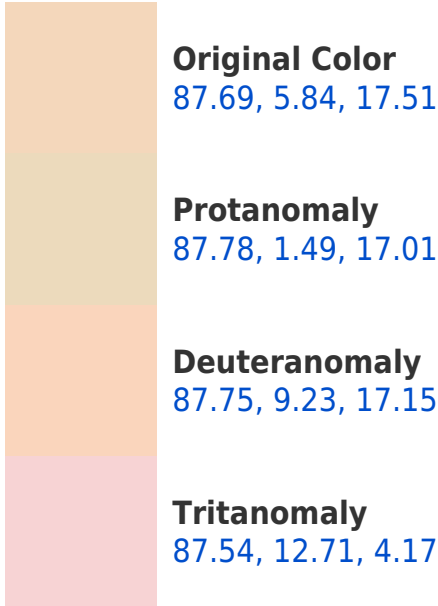 Original Color
87.69, 5.84, 17.51
Protanomaly
87.78, 1.49, 17.01
Deuteranomaly
87.75, 9.23, 17.15
Tritanomaly
87.54, 12.71, 4.17